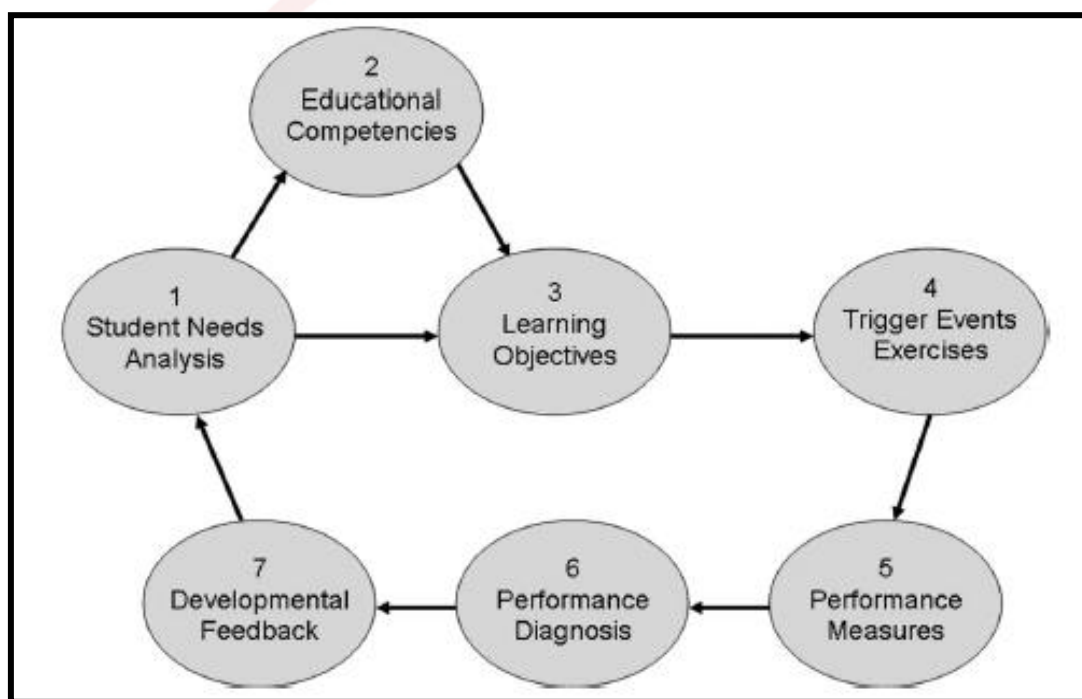 2
Educational
Competencies
1
Student Needs
Analysis
3
Learning
Objectives
4
Trigger Events
Exercises
7
Developmental
Feedback
6
Performance
Diagnosis
5
Performance
Measures